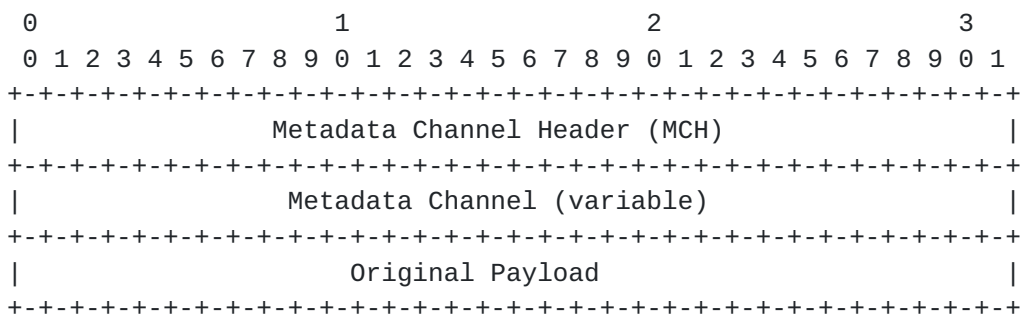 0                   1                   2                   3
 0 1 2 3 4 5 6 7 8 9 0 1 2 3 4 5 6 7 8 9 0 1 2 3 4 5 6 7 8 9 0 1
+-+-+-+-+-+-+-+-+-+-+-+-+-+-+-+-+-+-+-+-+-+-+-+-+-+-+-+-+-+-+-+-+
|                Metadata Channel Header (MCH)                  |
+-+-+-+-+-+-+-+-+-+-+-+-+-+-+-+-+-+-+-+-+-+-+-+-+-+-+-+-+-+-+-+-+
|                 Metadata Channel (variable)                   |
+-+-+-+-+-+-+-+-+-+-+-+-+-+-+-+-+-+-+-+-+-+-+-+-+-+-+-+-+-+-+-+-+
|                     Original Payload                          |
+-+-+-+-+-+-+-+-+-+-+-+-+-+-+-+-+-+-+-+-+-+-+-+-+-+-+-+-+-+-+-+-+